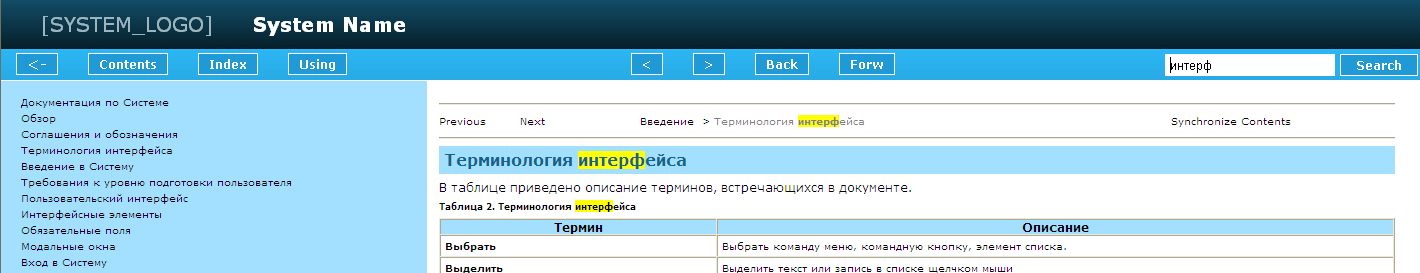 [SYSTEM_LOGO] System Name
<- Contents Index Using < > Back Forw интерф Search
Документация по Системе
Обзор
Соглашения и обозначения
Терминология интерфейса
Введение в Систему
Требования к уровню подготовки пользователя
Пользовательский интерфейс
Интерфейсные элементы
Обязательные поля
Модальные окна
Вход в Систему
Previous Next Введение > Терминология интерфейса Synchronize Contents
Терминология интерфейса
В таблице приведено описание терминов, встречающихся в документе.
Таблица 2. Терминология интерфейса
Термин Описание
Выбрать Выбрать команду меню, командную кнопку, элемент списка.
Выделить Выделить текст или запись в списке щелчком мыши